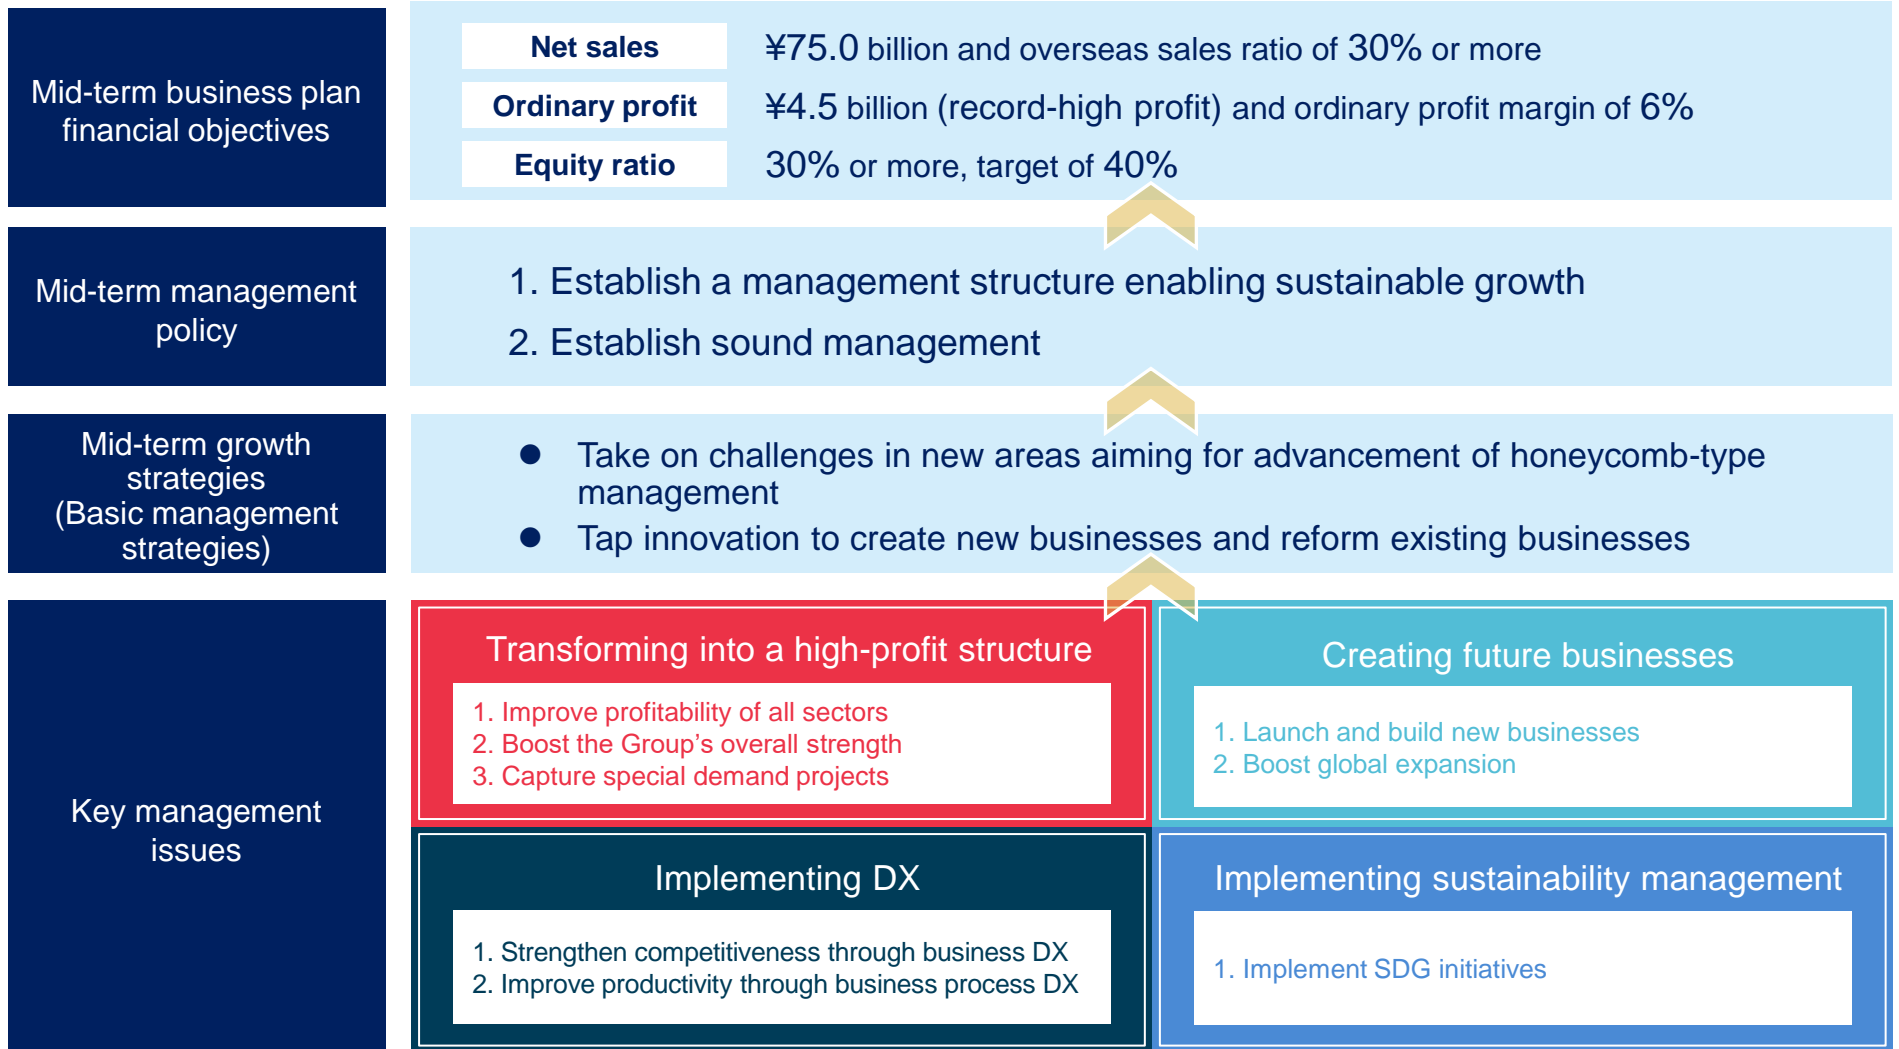 Mid-term business plan
financial objectives
Net sales
¥75.0 billion and overseas sales ratio of 30% or more
Ordinary profit
¥4.5 billion (record-high profit) and ordinary profit margin of 6%
Equity ratio
30% or more, target of 40%
Mid-term management
policy
1. Establish a management structure enabling sustainable growth
2. Establish sound management
Mid-term growth
strategies
(Basic management
strategies)
● Take on challenges in new areas aiming for advancement of honeycomb-type
management
● Tap innovation to create new businesses and reform existing businesses
Key management
issues
Transforming into a high-profit structure
1. Improve profitability of all sectors
2. Boost the Group’s overall strength
3. Capture special demand projects
Creating future businesses
1. Launch and build new businesses
2. Boost global expansion
Implementing DX
1. Strengthen competitiveness through business DX
2. Improve productivity through business process DX
Implementing sustainability management
1. Implement SDG initiatives